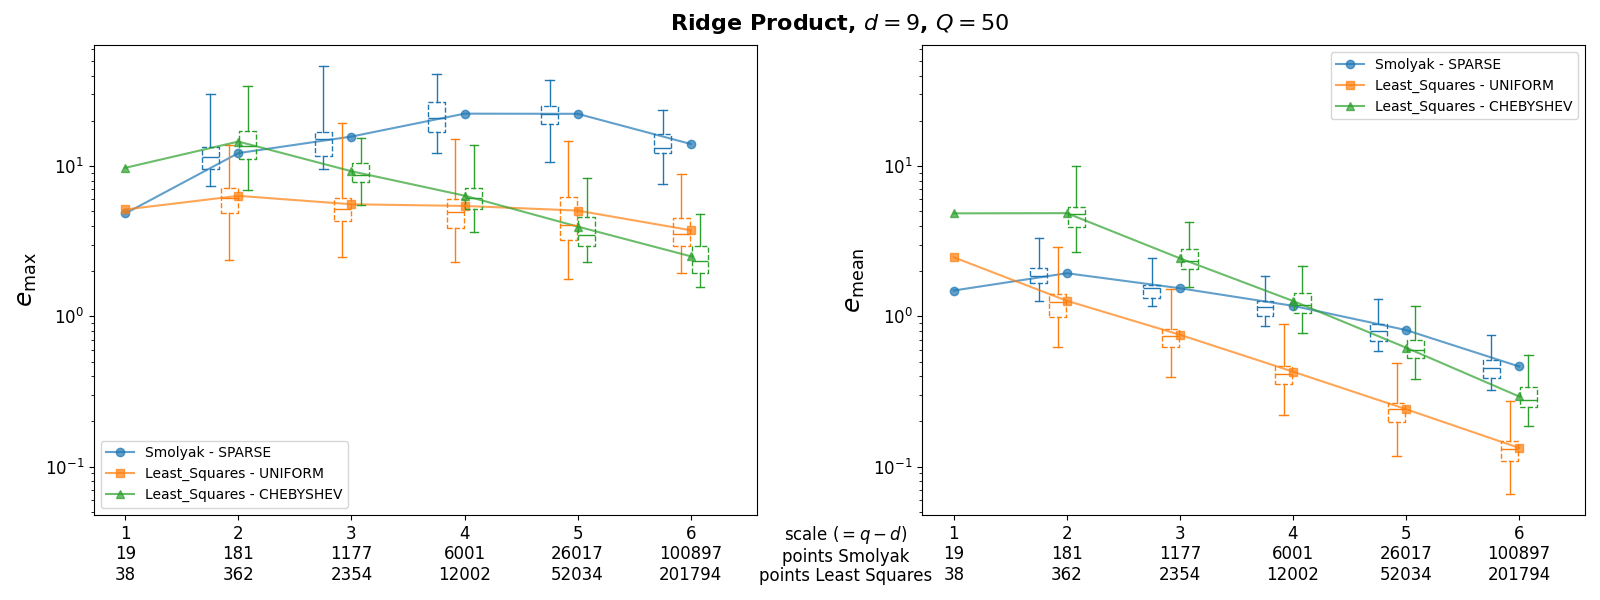 Ridge Product, d = 9, Q = 50
e_max
10^1
10^0
10^-1
Smolyak - SPARSE
Least_Squares - UNIFORM
Least_Squares - CHEBYSHEV
1 2 3 4 5 6
19 181 1177 6001 26017 100897
38 362 2354 12002 52034 201794
scale (= q − d)
points Smolyak
points Least Squares
e_mean
10^1
10^0
10^-1
Smolyak - SPARSE
Least_Squares - UNIFORM
Least_Squares - CHEBYSHEV
1 2 3 4 5 6
19 181 1177 6001 26017 100897
38 362 2354 12002 52034 201794